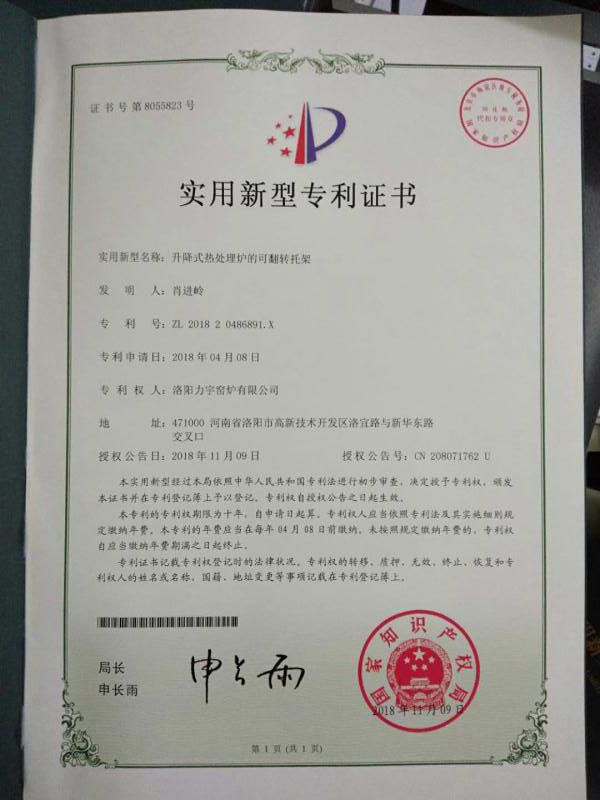 证书号第8055823号
印花税
代扣专用章
实用新型专利证书
实用新型名称：升降式热处理炉的可翻转托架
发明人：肖进岭
专利号：ZL 2018 2 0486891.X
专利申请日：2018年04月08日
专利权人：洛阳力宇窑炉有限公司
地址：471000 河南省洛阳市高新技术开发区洛宜路与新华东路
交叉口
授权公告日：2018年11月09日 授权公告号：CN 208071762 U
本实用新型经过本局依照中华人民共和国专利法进行初步审查，决定授予专利权，颁发
本证书并在专利登记簿上予以登记。专利权自授权公告之日起生效。
本专利的专利权期限为十年，自申请日起算。专利权人应当依照专利法及其实施细则规
定缴纳年费。本专利的年费应当在每年04月08日前缴纳。未按照规定缴纳年费的，专利权
自应当缴纳年费期满之日起终止。
专利证书记载专利权登记时的法律状况。专利权的转移、质押、无效、终止、恢复和专
利权人的姓名或名称、国籍、地址变更等事项记载在专利登记簿上。
局长
申长雨
申长雨
国家知识产权局
2018年11月09日
第1页(共1页)